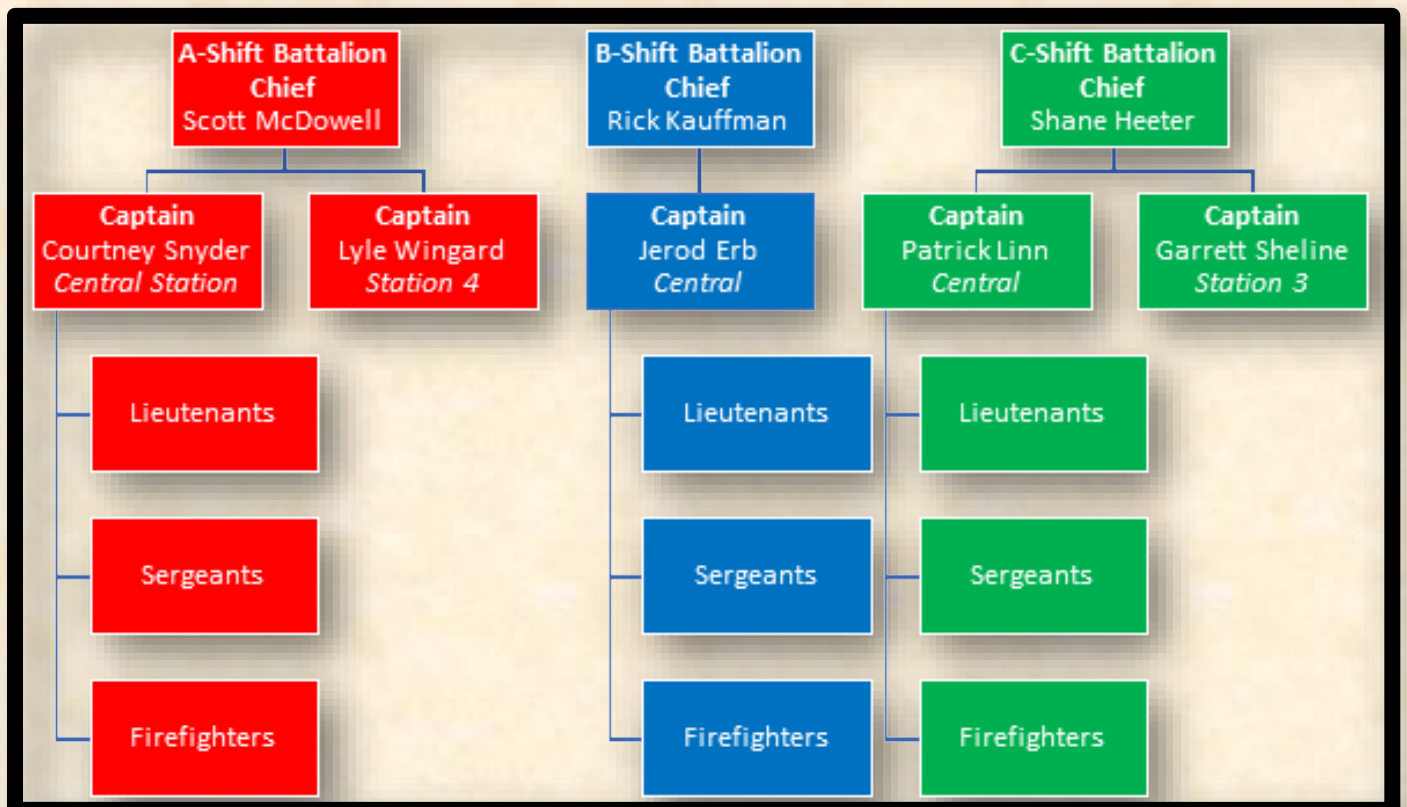 A-Shift Battalion
Chief
Scott McDowell
B-Shift Battalion
Chief
Rick Kauffman
C-Shift Battalion
Chief
Shane Heeter
Captain
Courtney Snyder
Central Station
Captain
Lyle Wingard
Station 4
Captain
Jerod Erb
Central
Captain
Patrick Linn
Central
Captain
Garrett Sheline
Station 3
Lieutenants
Lieutenants
Lieutenants
Sergeants
Sergeants
Sergeants
Firefighters
Firefighters
Firefighters